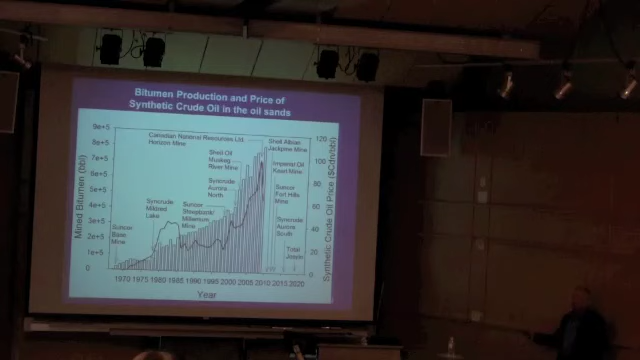 Bitumen Production and Price of
Synthetic Crude Oil in the oil sands
Canadian National Resources Ltd.
Horizon Mine
Shell Albian
Jackpine Mine
Shell Oil
Muskeg
River Mine
Imperial Oil
Kearl Mine
Syncrude
Aurora
North
Suncor
Fort Hills
Mine
Syncrude
Mildred
Lake
Suncor
Steepbank/
Millenium
Mine
Syncrude
Aurora
South
Suncor
Base
Mine
Total
Joslyn
Mined Bitumen (bbl)
9e+5
8e+5
7e+5
6e+5
5e+5
4e+5
3e+5
2e+5
1e+5
0
Synthetic Crude Oil Price ($Cdn/bbl)
120
100
80
60
40
20
0
1970 1975 1980 1985 1990 1995 2000 2005 2010 2015 2020
Year